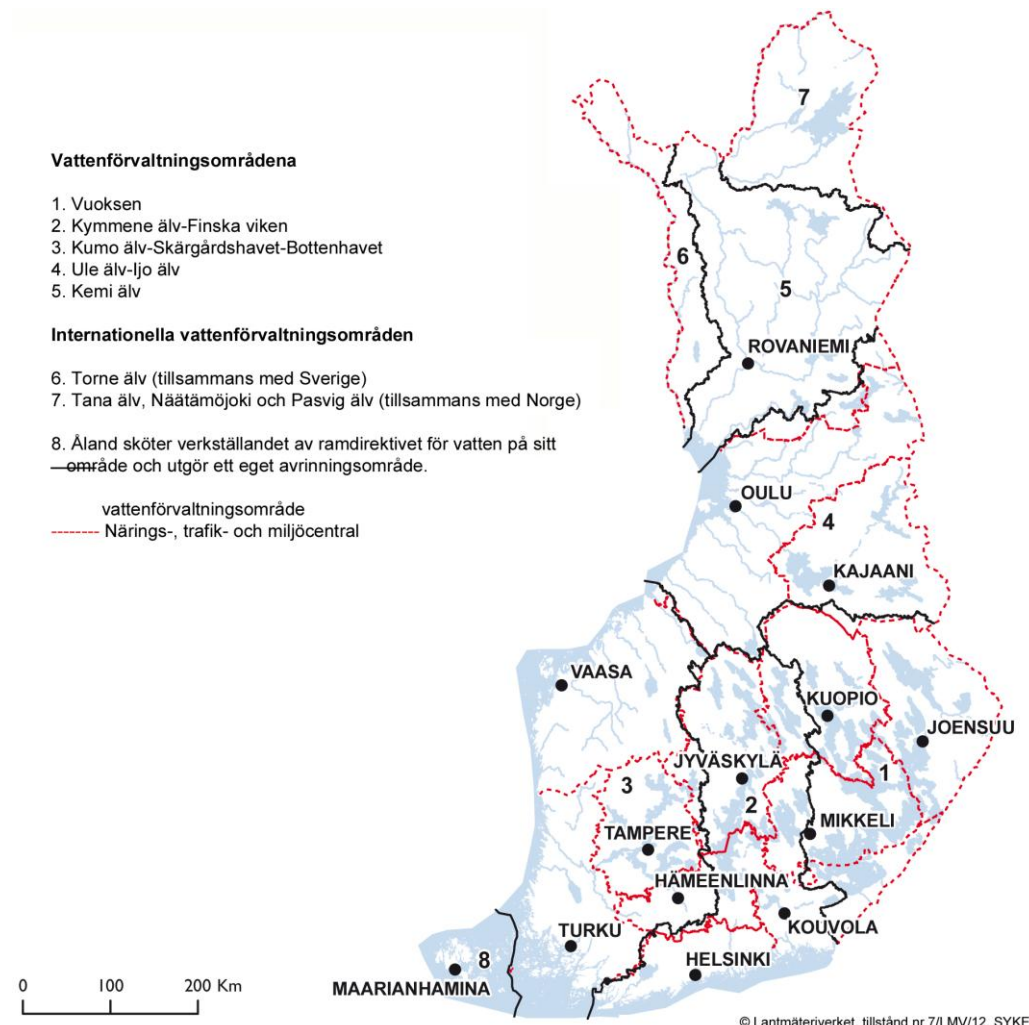 Vattenförvaltningsområdena
1. Vuoksen
2. Kymmene älv-Finska viken
3. Kumo älv-Skärgårdshavet-Bottenhavet
4. Ule älv-Ijo älv
5. Kemi älv
Internationella vattenförvaltningsområden
6. Torne älv (tillsammans med Sverige)
7. Tana älv, Näätämöjoki och Pasvig älv (tillsammans med Norge)
8. Åland sköter verkställandet av ramdirektivet för vatten på sitt
område och utgör ett eget avrinningsområde.
vattenförvaltningsområde
Närings-, trafik- och miljöcentral
7
6
5
ROVANIEMI
OULU
4
KAJAANI
VAASA
KUOPIO
JOENSUU
JYVÄSKYLÄ
1
3
2
MIKKELI
TAMPERE
HÄMEENLINNA
KOUVOLA
TURKU
HELSINKI
8
MAARIANHAMINA
0 100 200 Km
© Lantmäteriverket, tillstånd nr 7/LMV/12, SYKE